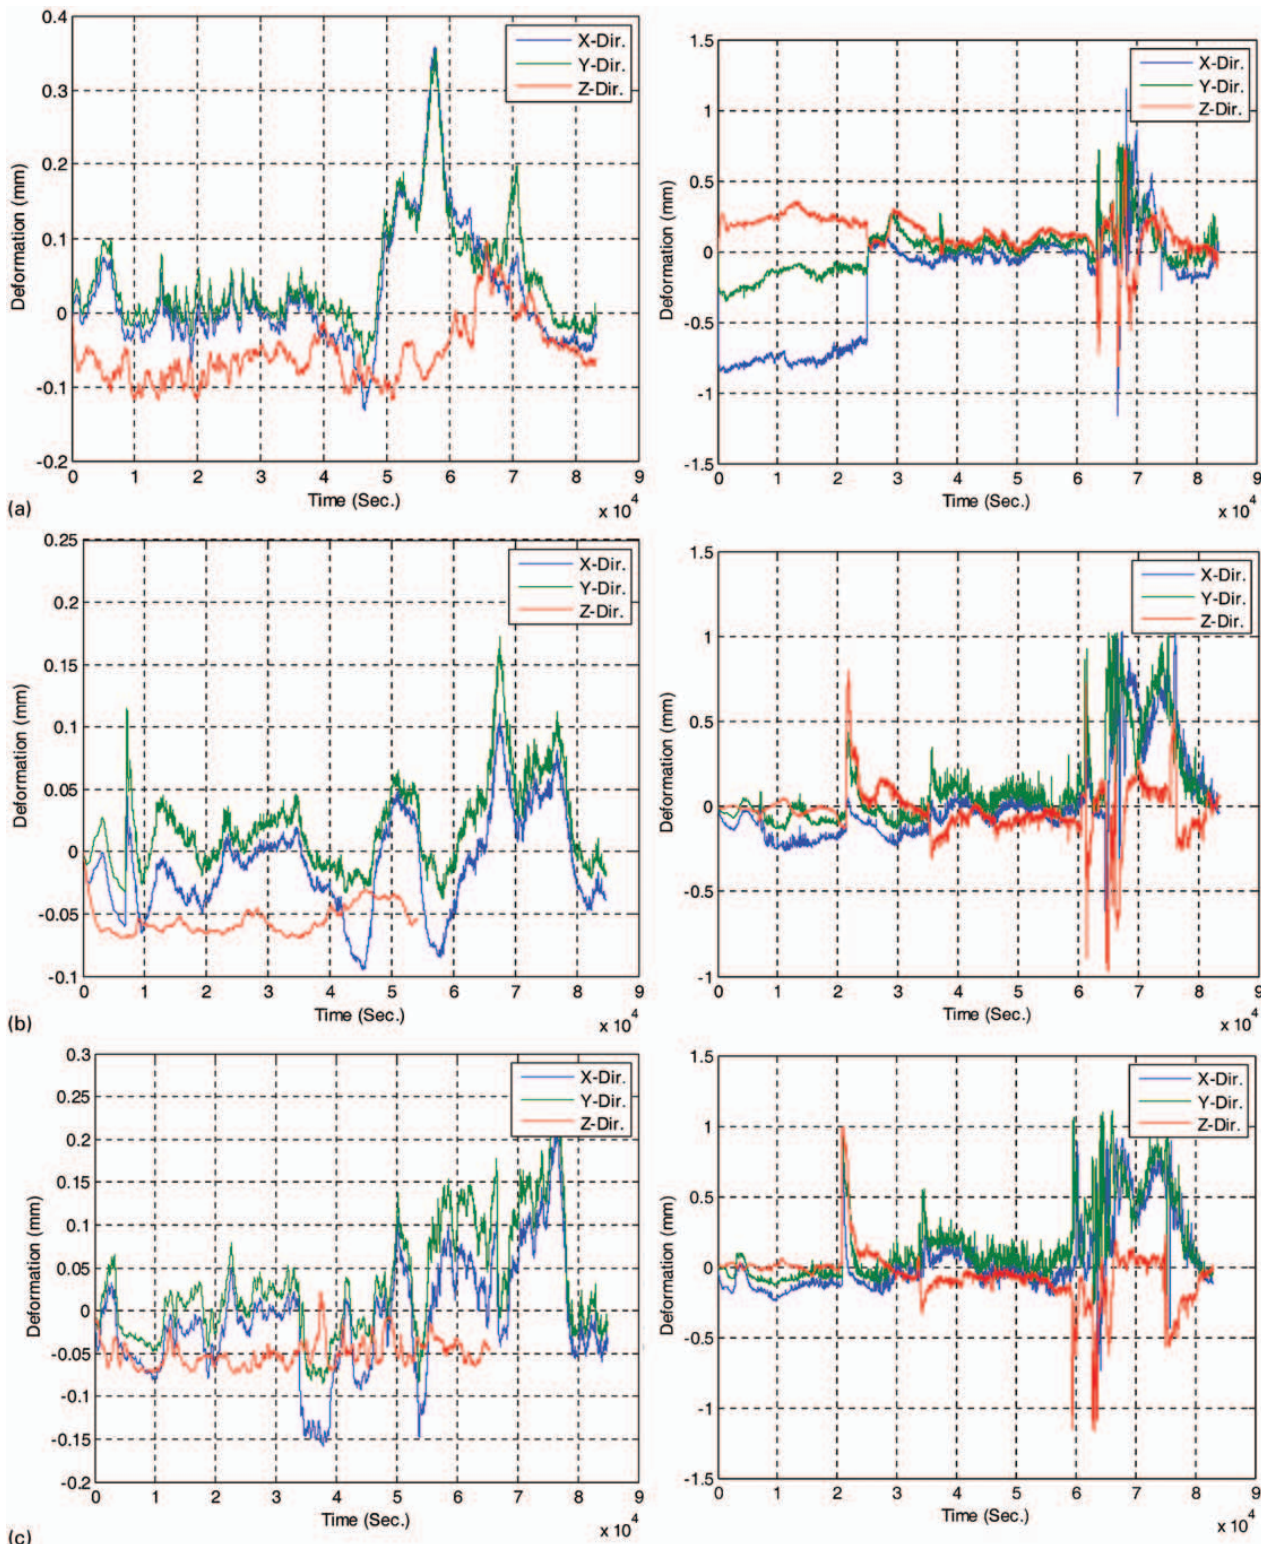 0.4
0.3
0.2
0.1
0
-0.1
-0.2
Deformation (mm)
X-Dir.
Y-Dir.
Z-Dir.
0 1 2 3 4 5 6 7 8 9
Time (Sec.)
x 10^4
(a)
1.5
1
0.5
0
-0.5
-1
-1.5
Deformation (mm)
X-Dir.
Y-Dir.
Z-Dir.
0 1 2 3 4 5 6 7 8 9
Time (Sec.)
x 10^4
0.25
0.2
0.15
0.1
0.05
0
-0.05
-0.1
Deformation (mm)
X-Dir.
Y-Dir.
Z-Dir.
0 1 2 3 4 5 6 7 8 9
Time (Sec.)
x 10^4
(b)
1.5
1
0.5
0
-0.5
-1
Deformation (mm)
X-Dir.
Y-Dir.
Z-Dir.
0 1 2 3 4 5 6 7 8 9
Time (Sec.)
x 10^4
0.3
0.25
0.2
0.15
0.1
0.05
0
-0.05
-0.1
-0.15
-0.2
Deformation (mm)
X-Dir.
Y-Dir.
Z-Dir.
0 1 2 3 4 5 6 7 8 9
Time (Sec.)
x 10^4
(c)
1.5
1
0.5
0
-0.5
-1
-1.5
Deformation (mm)
X-Dir.
Y-Dir.
Z-Dir.
0 1 2 3 4 5 6 7 8 9
Time (Sec.)
x 10^4